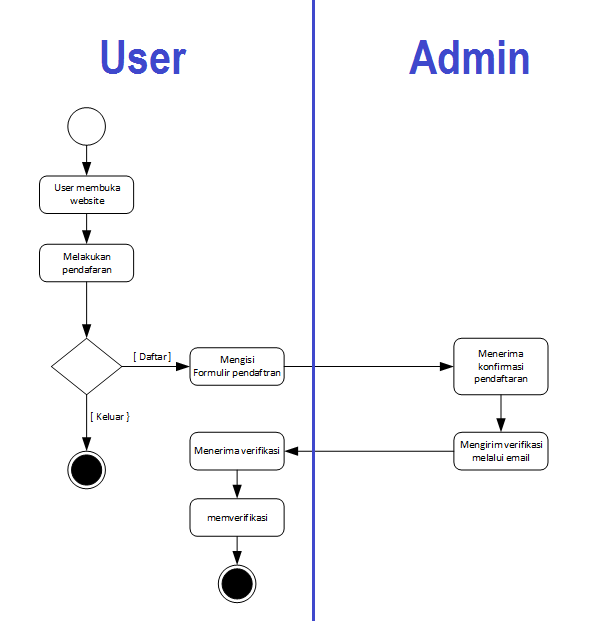 User
Admin
User membuka
website
Melakukan
pendafaran
[ Daftar ]
Mengisi
Formulir pendaftran
Menerima
konfirmasi
pendaftaran
[ Keluar }
Menerima verifikasi
Mengirim verifikasi
melalui email
memverifikasi